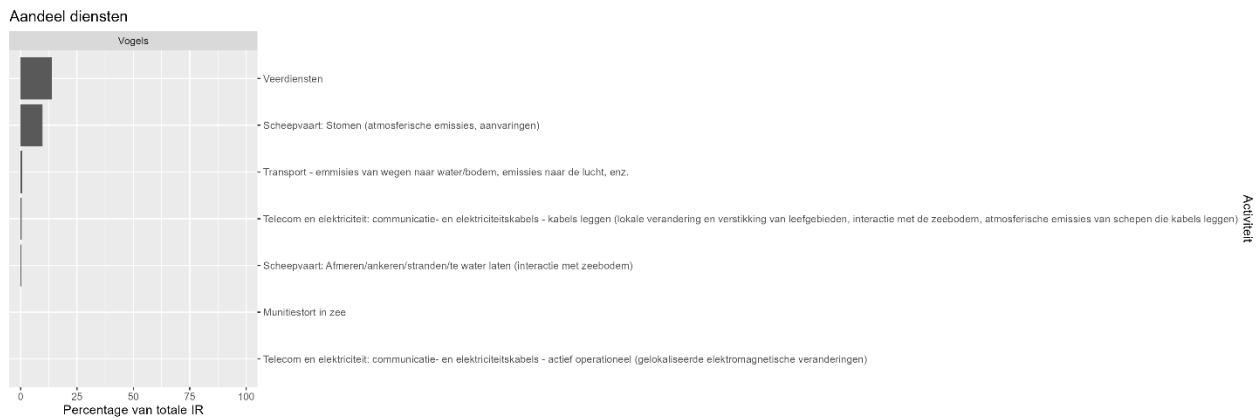 Aandeel diensten
Vogels
Veerdiensten
Scheepvaart: Stomen (atmosferische emissies, aanvaringen)
Transport - emmisies van wegen naar water/bodem, emissies naar de lucht, enz.
Telecom en elektriciteit: communicatie- en elektriciteitskabels - kabels leggen (lokale verandering en verstikking van leefgebieden, interactie met de zeebodem, atmosferische emissies van schepen die kabels leggen)
Scheepvaart: Afmeren/ankeren/stranden/te water laten (interactie met zeebodem)
Munitiestort in zee
Telecom en elektriciteit: communicatie- en elektriciteitskabels - actief operationeel (gelokaliseerde elektromagnetische veranderingen)
Activiteit
0 25 50 75 100
Percentage van totale IR